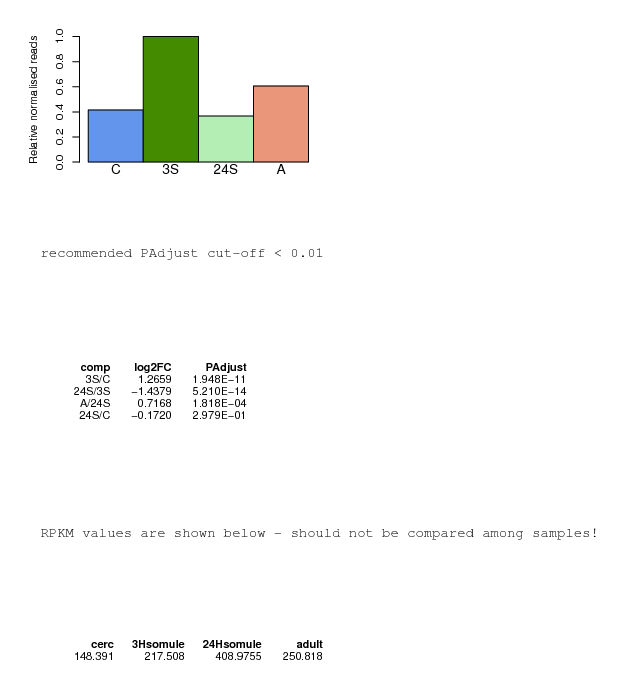 Relative normalised reads
1.0
0.8
0.6
0.4
0.2
0.0
C 3S 24S A
recommended PAdjust cut-off < 0.01
comp log2FC PAdjust
3S/C 1.2659 1.948E−11
24S/3S −1.4379 5.210E−14
A/24S 0.7168 1.818E−04
24S/C −0.1720 2.979E−01
RPKM values are shown below - should not be compared among samples!
cerc 3Hsomule 24Hsomule adult
148.391 217.508 408.9755 250.818